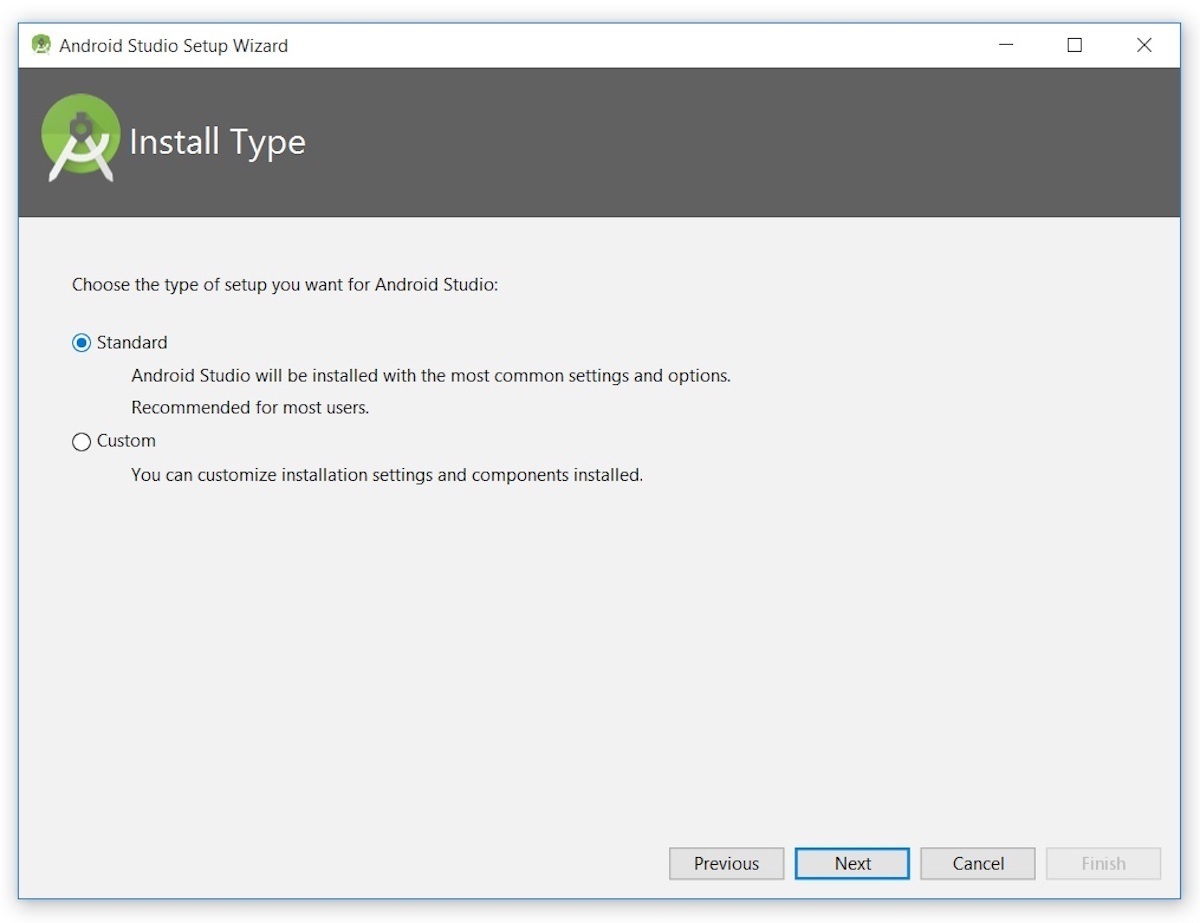 Android Studio Setup Wizard
Install Type
Choose the type of setup you want for Android Studio:
Standard
Android Studio will be installed with the most common settings and options.
Recommended for most users.
Custom
You can customize installation settings and components installed.
Previous Next Cancel Finish